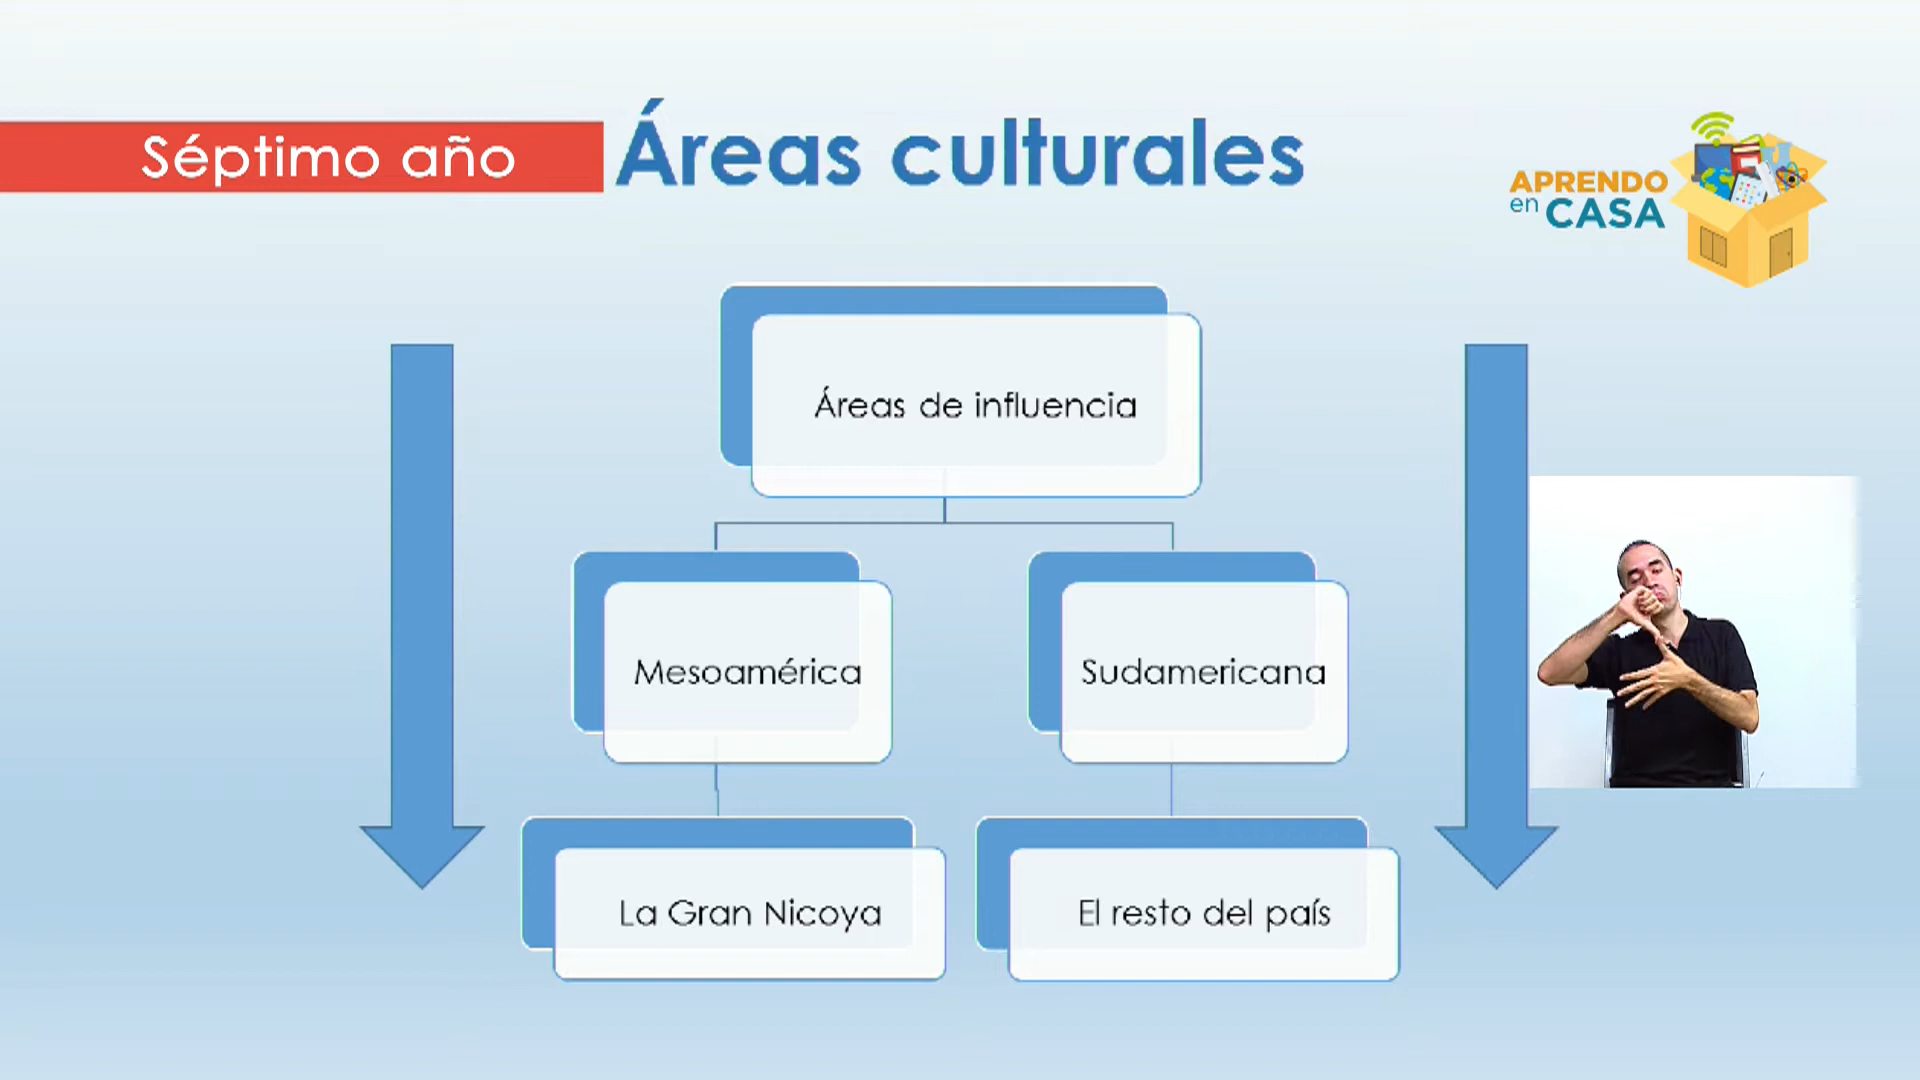 Séptimo año
Áreas culturales
APRENDO
en CASA
Áreas de influencia
Mesoamérica
Sudamericana
La Gran Nicoya
El resto del país